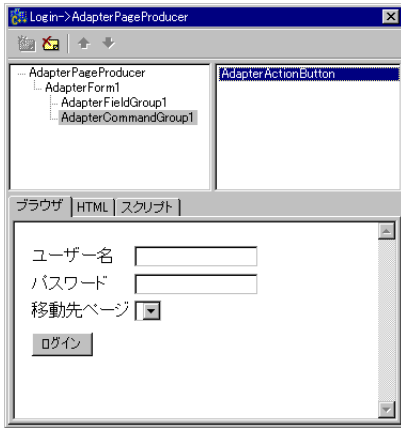 Login->AdapterPageProducer
AdapterPageProducer
AdapterForm1
AdapterFieldGroup1
AdapterCommandGroup1
AdapterActionButton
ブラウザ HTML スクリプト
ユーザー名
パスワード
移動先ページ
ログイン